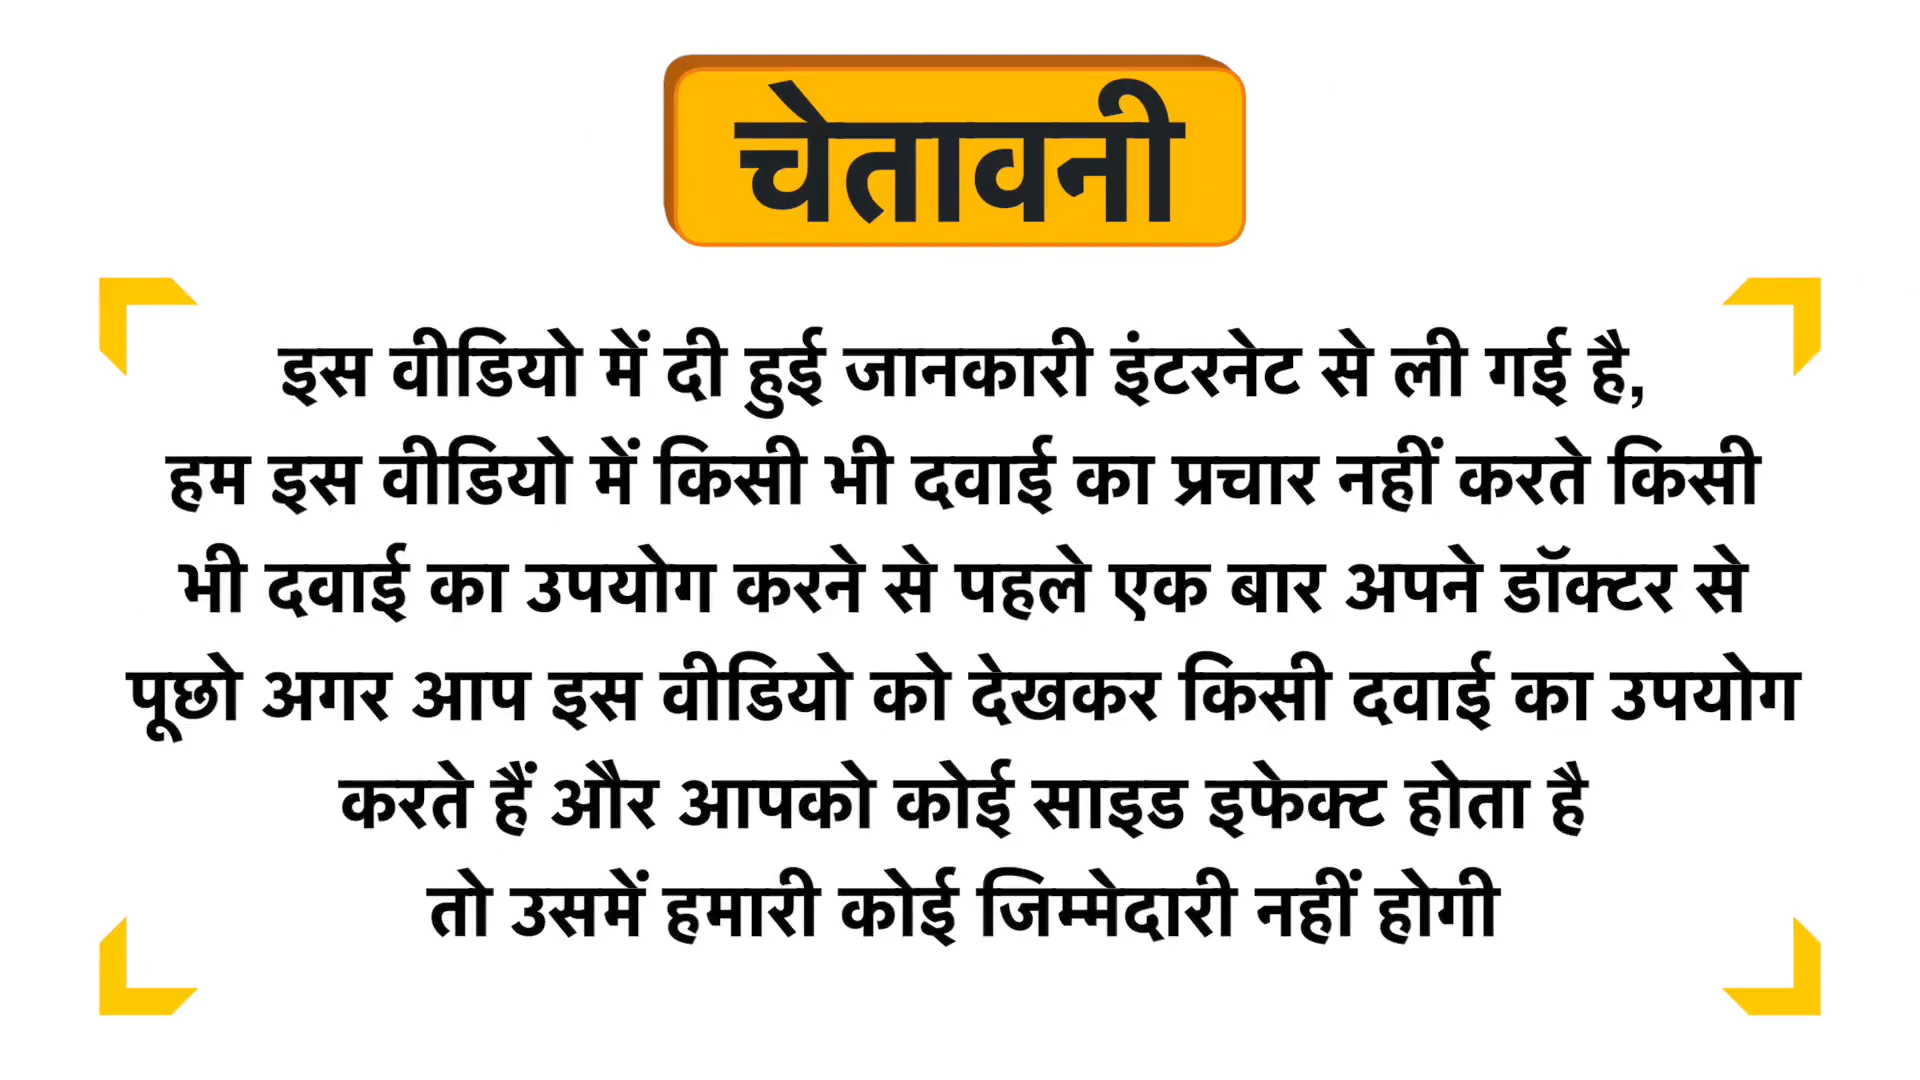 चेतावनी
इस वीडियो में दी हुई जानकारी इंटरनेट से ली गई है,
हम इस वीडियो में किसी भी दवाई का प्रचार नहीं करते किसी
भी दवाई का उपयोग करने से पहले एक बार अपने डॉक्टर से
पूछो अगर आप इस वीडियो को देखकर किसी दवाई का उपयोग
करते हैं और आपको कोई साइड इफेक्ट होता है
तो उसमें हमारी कोई जिम्मेदारी नहीं होगी